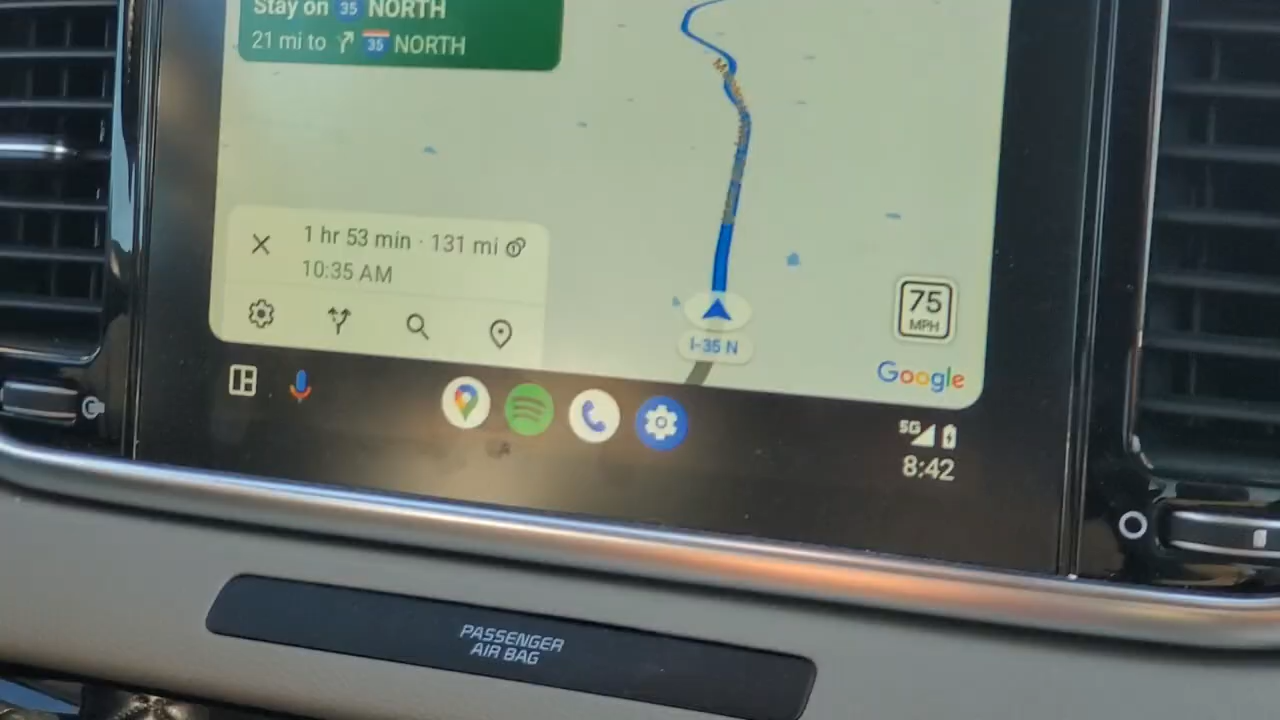 Stay on 35 NORTH
21 mi to 35 NORTH
1 hr 53 min · 131 mi
10:35 AM
75
MPH
I-35 N
Google
5G
8:42
PASSENGER
AIR BAG